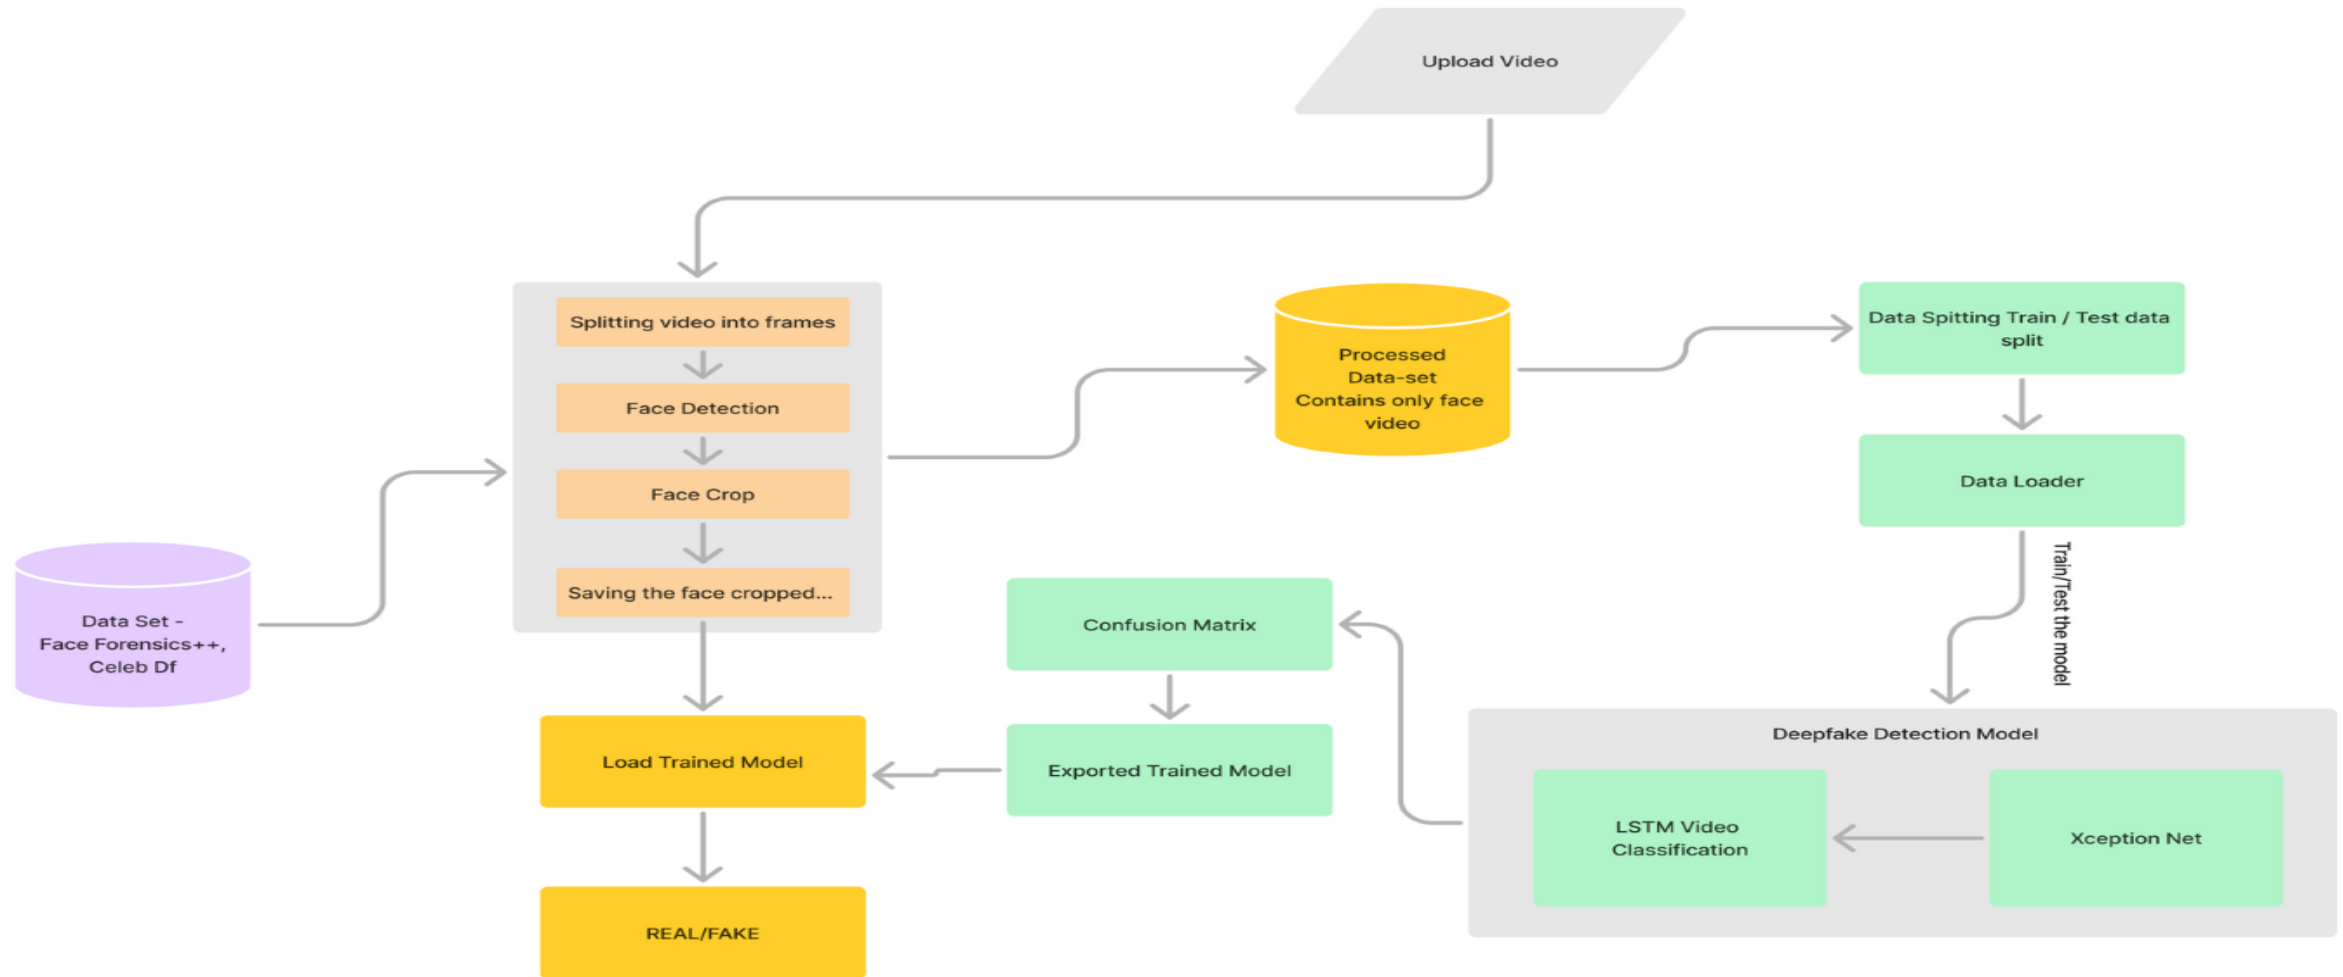 Upload Video
Splitting video into frames
Face Detection
Face Crop
Saving the face cropped...
Data Set -
Face Forensics++,
Celeb Df
Processed
Data-set
Contains only face
video
Data Spitting Train / Test data
split
Data Loader
Train/Test the model
Deepfake Detection Model
LSTM Video
Classification
Xception Net
Confusion Matrix
Exported Trained Model
Load Trained Model
REAL/FAKE